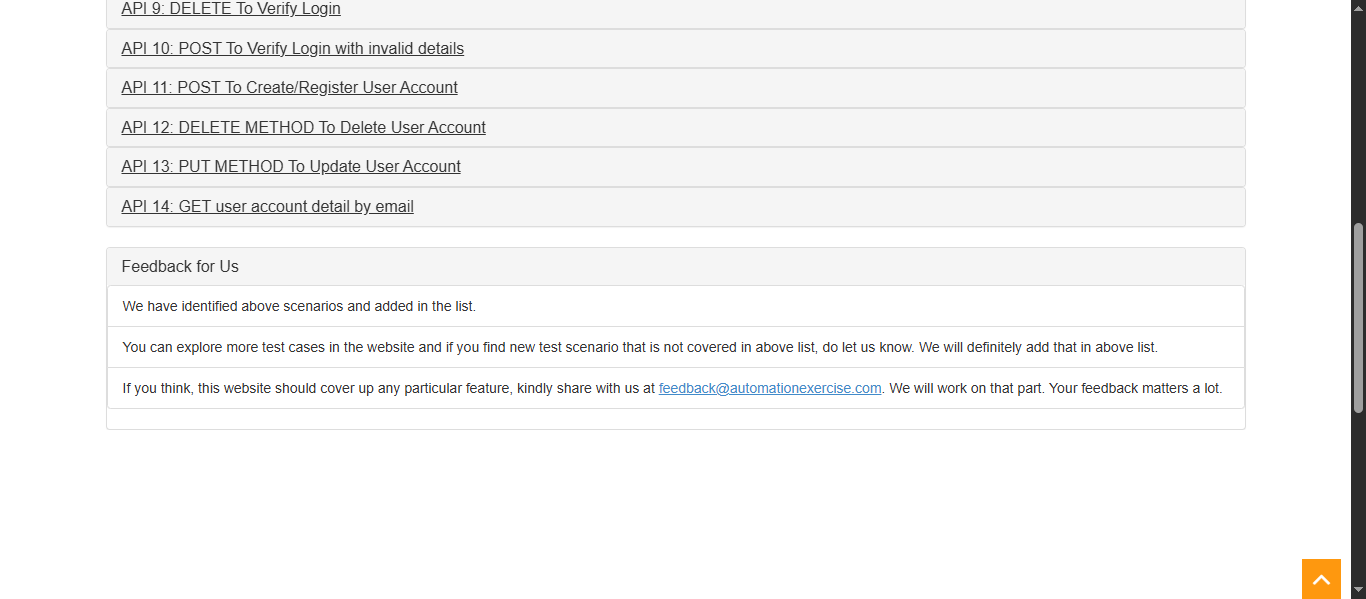 API 9: DELETE To Verify Login
API 10: POST To Verify Login with invalid details
API 11: POST To Create/Register User Account
API 12: DELETE METHOD To Delete User Account
API 13: PUT METHOD To Update User Account
API 14: GET user account detail by email
Feedback for Us
We have identified above scenarios and added in the list.
You can explore more test cases in the website and if you find new test scenario that is not covered in above list, do let us know. We will definitely add that in above list.
If you think, this website should cover up any particular feature, kindly share with us at feedback@automationexercise.com. We will work on that part. Your feedback matters a lot.